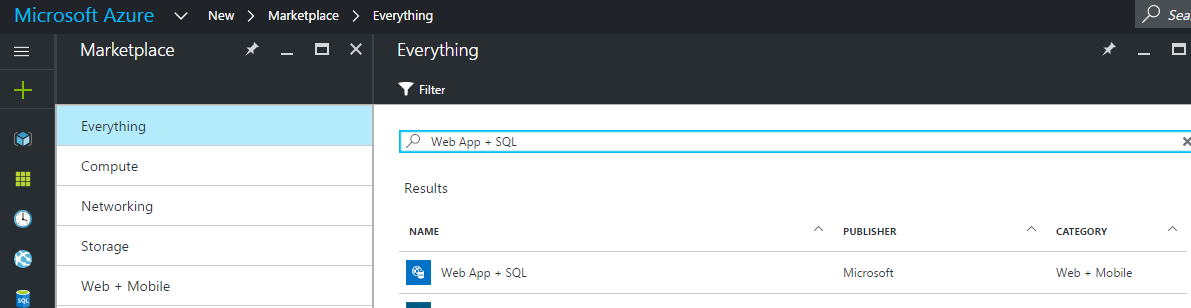 Microsoft Azure New Marketplace Everything Sea
Marketplace
Everything
Filter
Everything
Compute
Networking
Storage
Web + Mobile
Web App + SQL
Results
NAME PUBLISHER CATEGORY
Web App + SQL Microsoft Web + Mobile
SQL